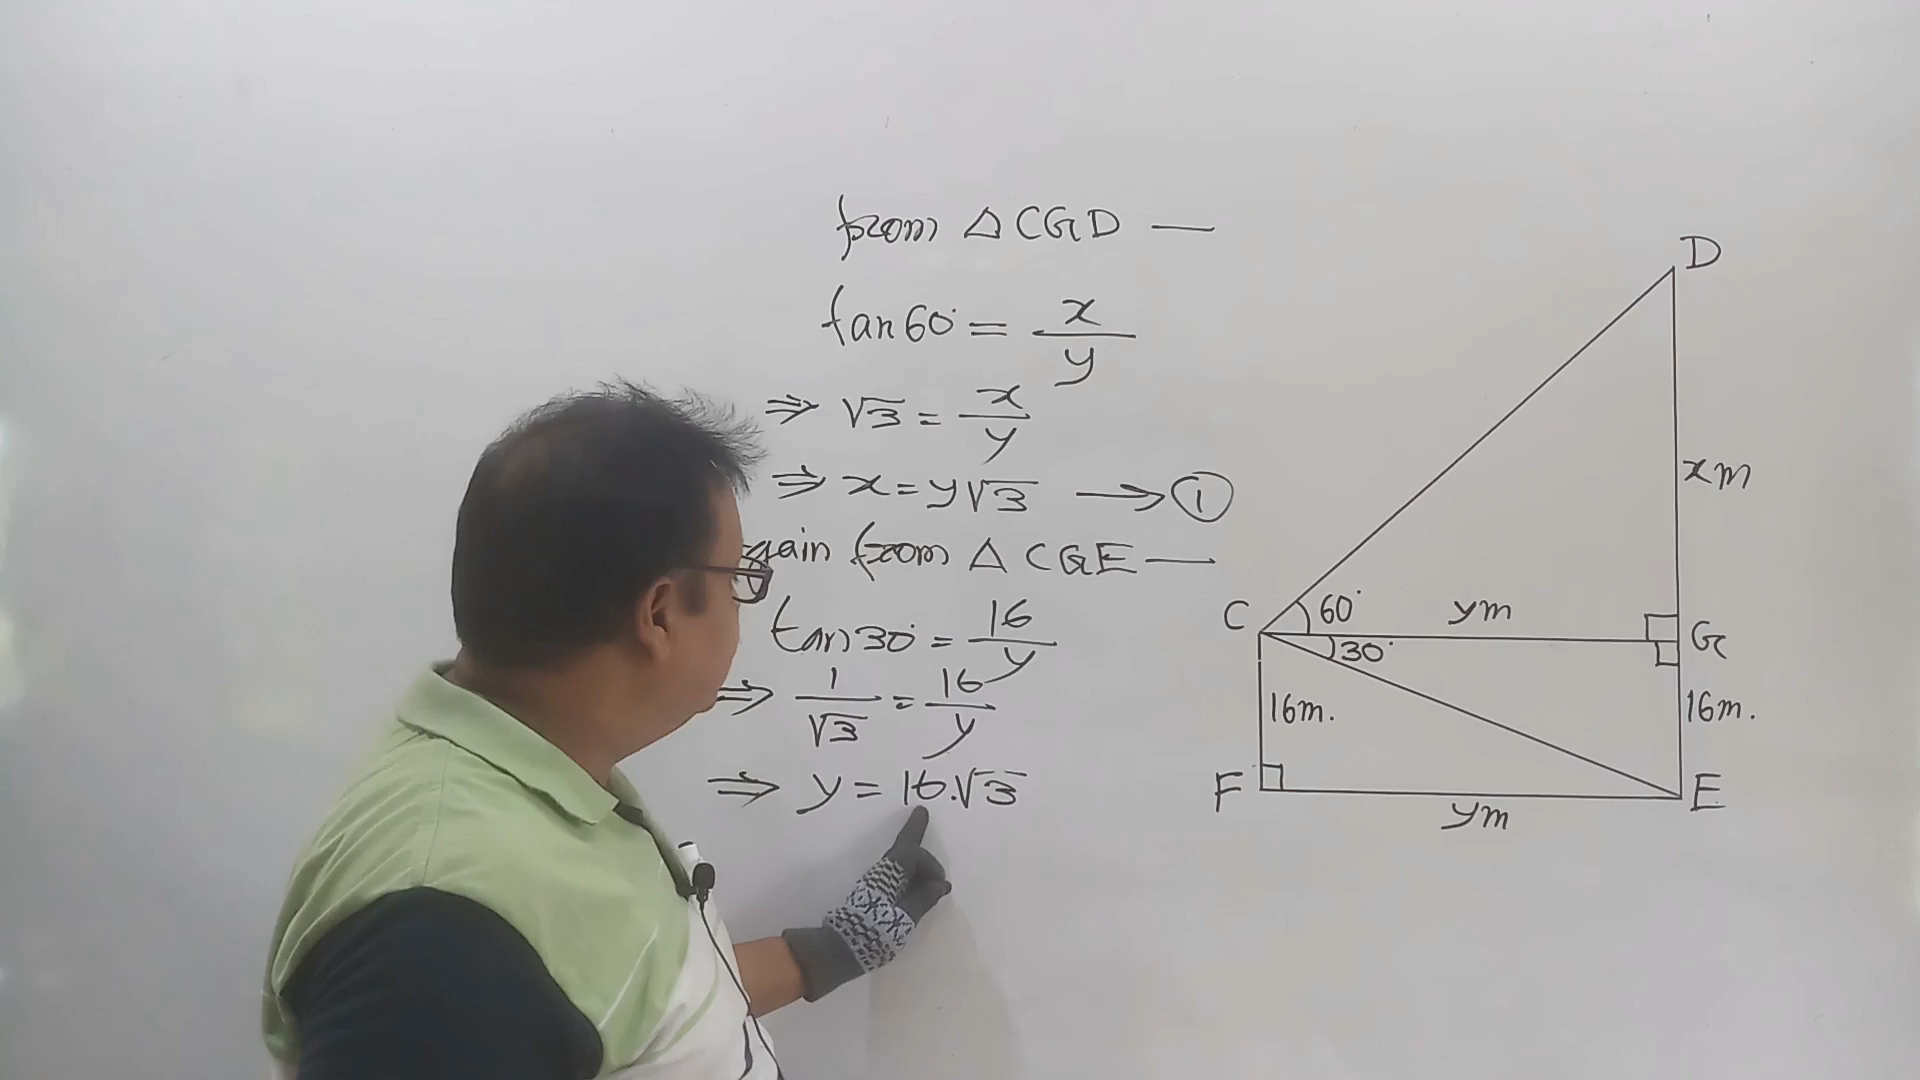 from △CGD —
tan60° = x/y
⇒ √3 = x/y
⇒ x = y√3 → ①
gain from △CGE —
tan30° = 16/y
⇒ 1/√3 = 16/y
⇒ y = 16.√3
D
xm
C
60°
ym
G
30°
16m.
16m.
F
E
ym